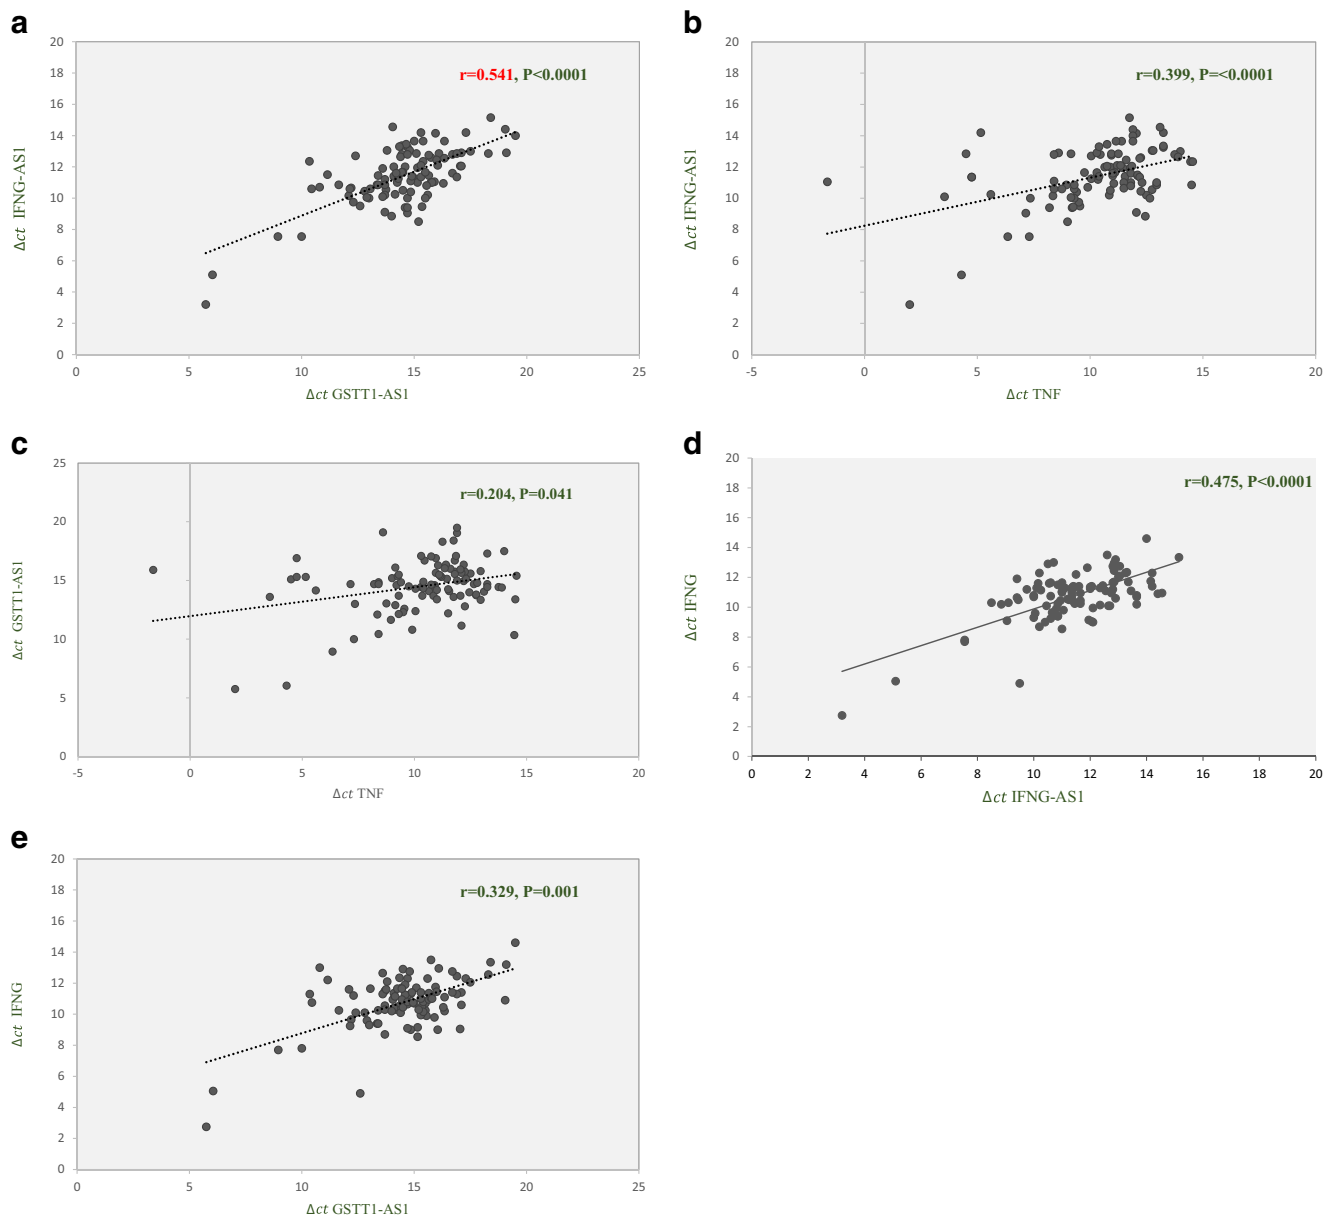 a
r=0.541, P<0.0001
20
18
16
14
12
10
8
6
4
2
0
Δct IFNG-AS1
0 5 10 15 20 25
Δct GSTT1-AS1
b
r=0.399, P=<0.0001
20
18
16
14
12
10
8
6
4
2
0
Δct IFNG-AS1
-5 0 5 10 15 20
Δct TNF
c
r=0.204, P=0.041
25
20
15
10
5
0
Δct GSTT1-AS1
-5 0 5 10 15 20
Δct TNF
d
r=0.475, P<0.0001
20
18
16
14
12
10
8
6
4
2
0
Δct IFNG
0 2 4 6 8 10 12 14 16 18 20
Δct IFNG-AS1
e
r=0.329, P=0.001
20
18
16
14
12
10
8
6
4
2
0
Δct IFNG
0 5 10 15 20 25
Δct GSTT1-AS1